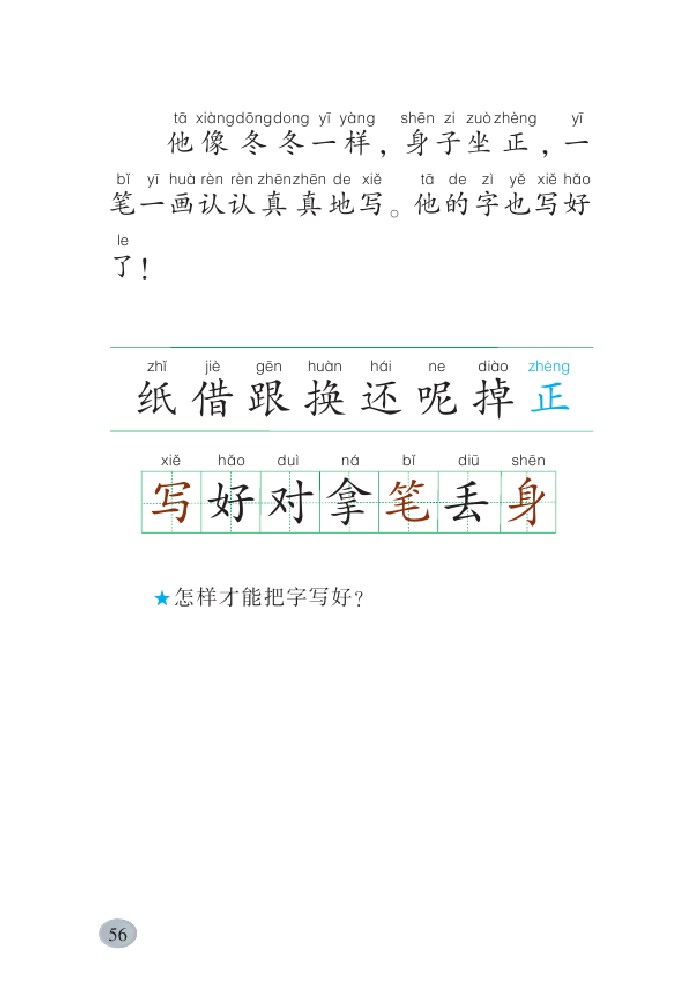 tā xiàngdōngdong yī yàng shēn zi zuò zhèng yī
他像冬冬一样，身子坐正，一
bǐ yī huà rèn rèn zhēnzhēn de xiě tā de zì yě xiě hǎo
笔一画认认真真地写。他的字也写好
le
了！
zhǐ jiè gēn huàn hái ne diào zhèng
纸借跟换还呢掉正
xiě hǎo duì ná bǐ diū shēn
写好对拿笔丢身
★怎样才能把字写好？
56